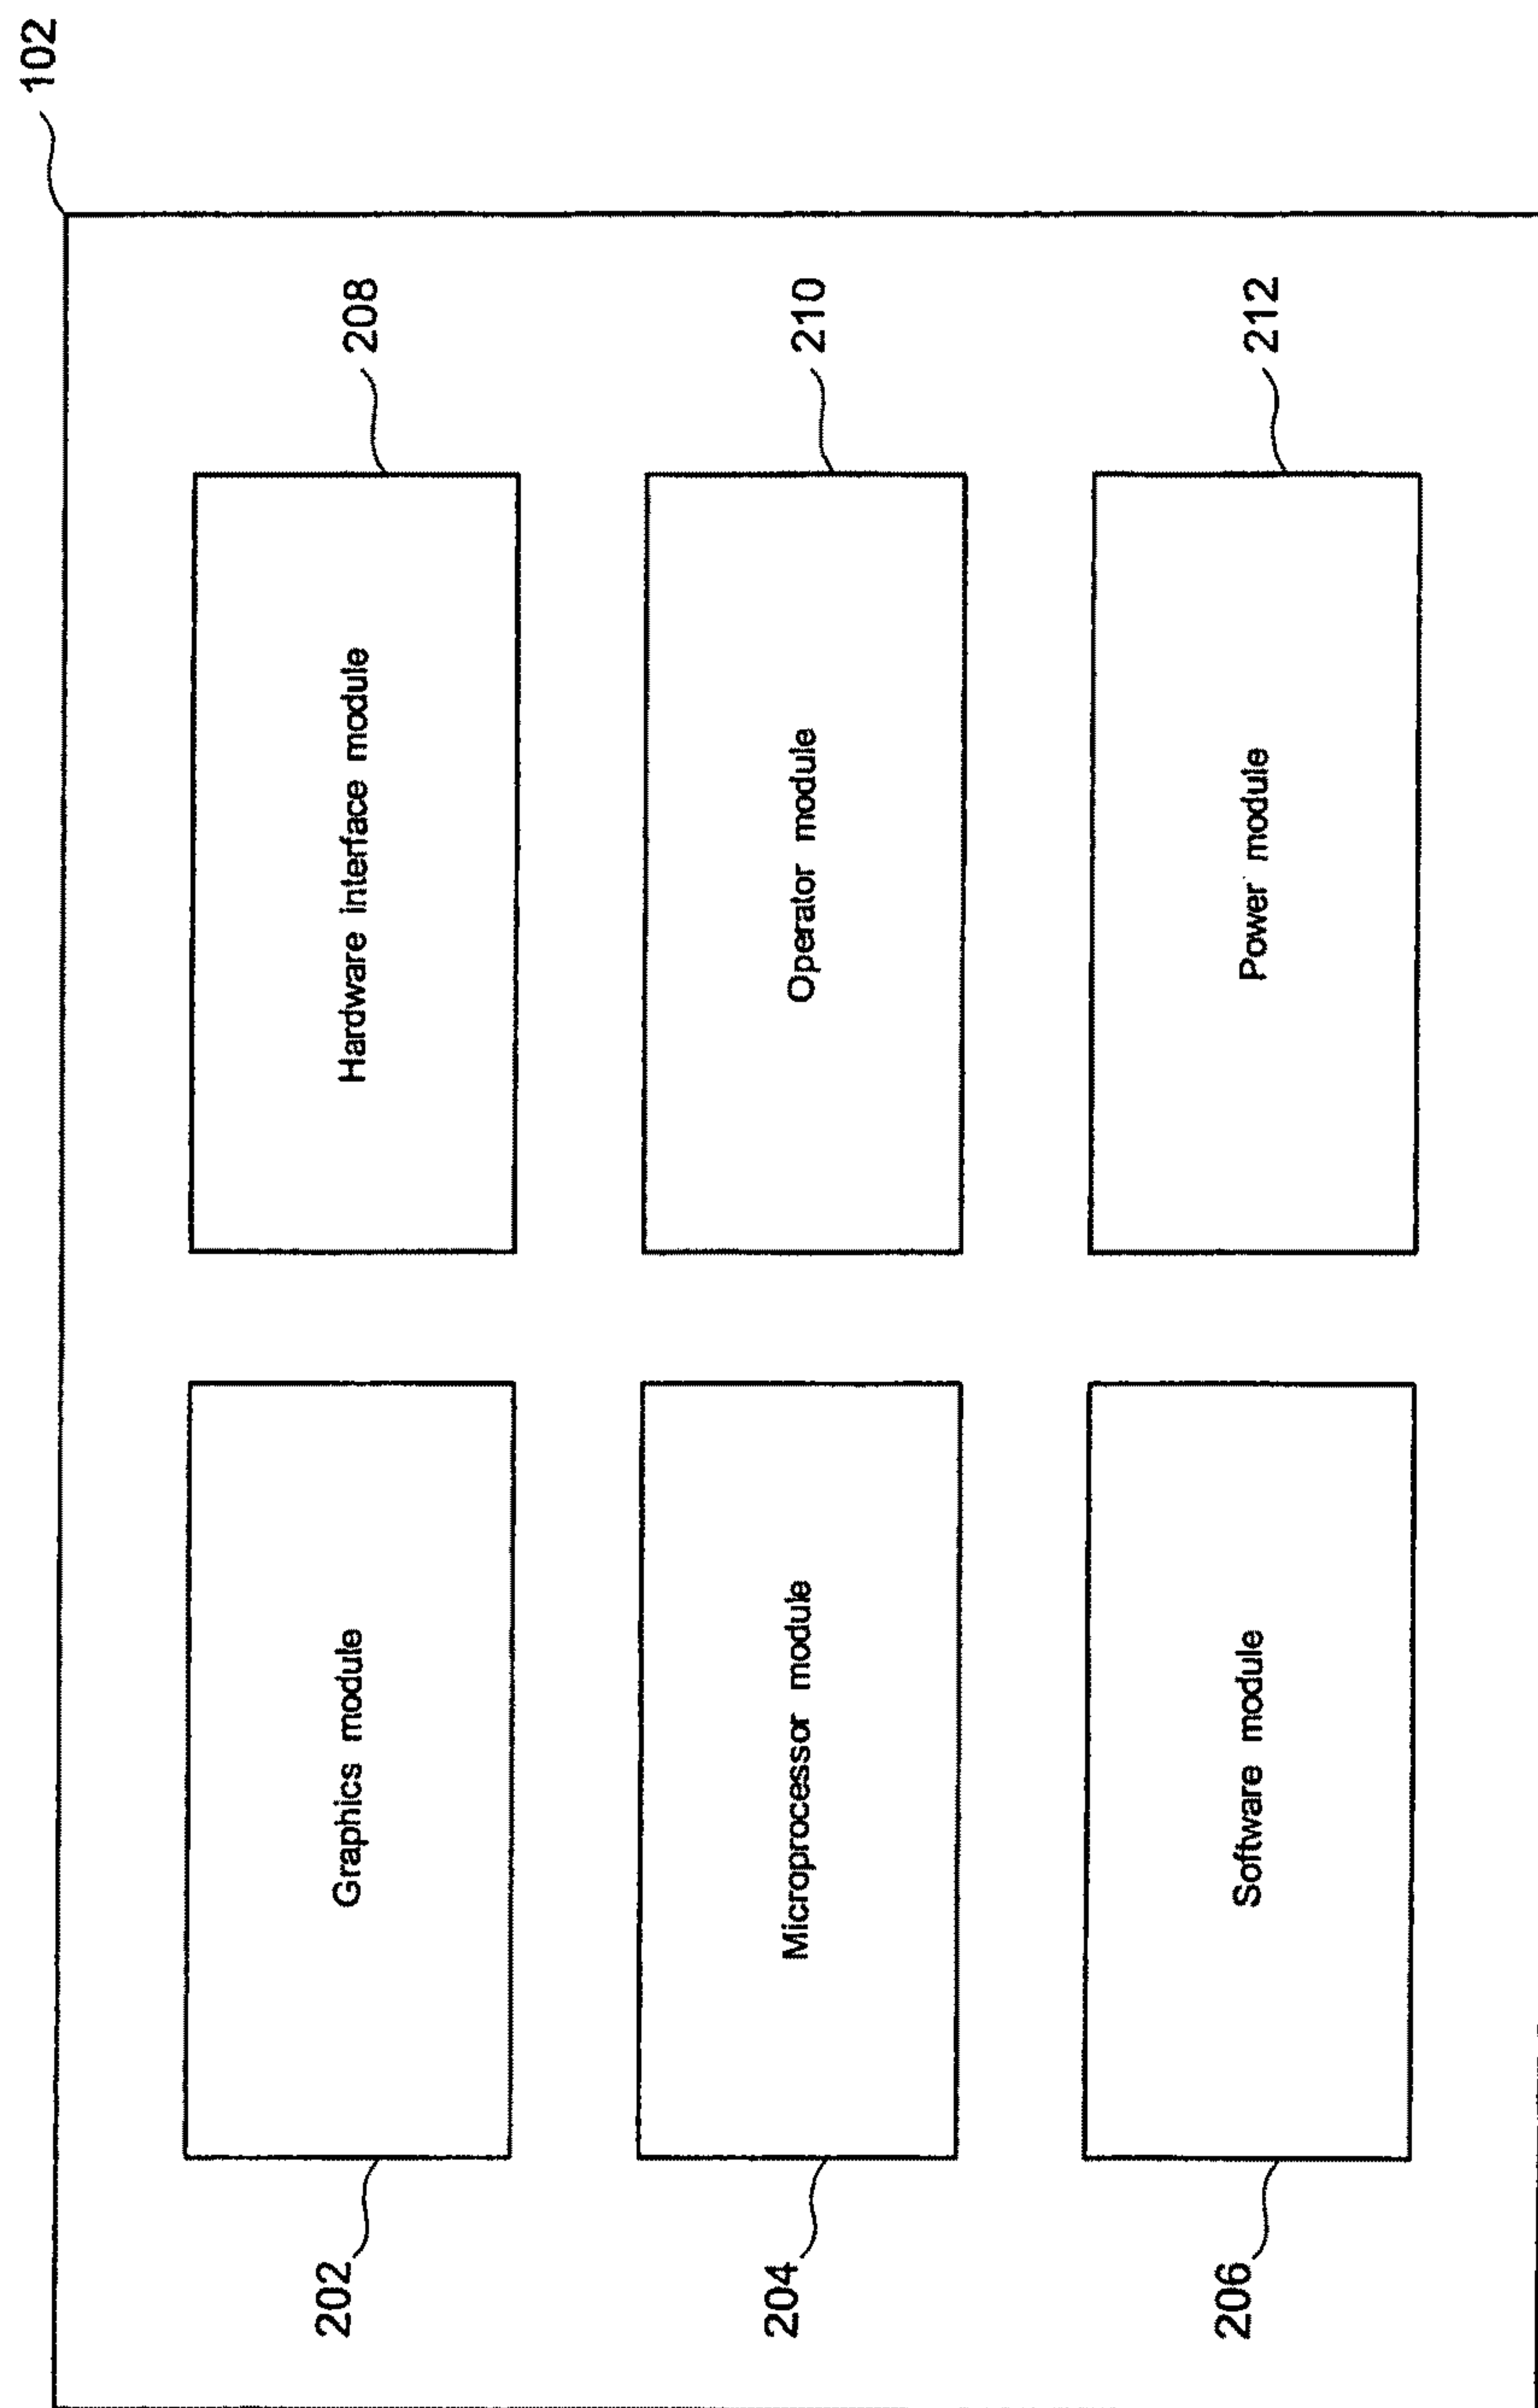 102
Graphics module
202
Hardware interface module
208
Microprocessor module
204
Operator module
210
Software module
206
Power module
212